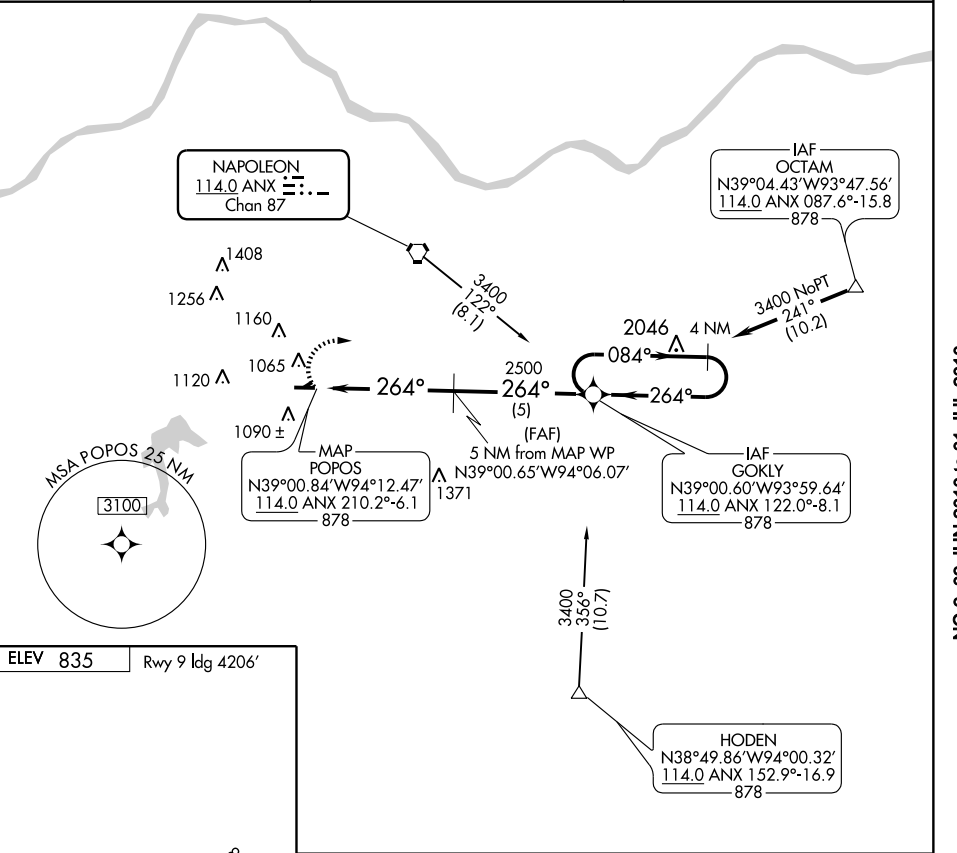 NAPOLEON
114.0 ANX
Chan 87
IAF
OCTAM
N39°04.43'W93°47.56'
114.0 ANX 087.6°-15.8
878
1408
1256
1160
1065
1120
1090 ±
3400
122°
(8.1)
3400 NoPT
241°
(10.2)
2046
4 NM
084°
264°
2500
264°
(5)
264°
(FAF)
5 NM from MAP WP
N39°00.65'W94°06.07'
MAP
POPOS
N39°00.84'W94°12.47'
114.0 ANX 210.2°-6.1
878
1371
IAF
GOKLY
N39°00.60'W93°59.64'
114.0 ANX 122.0°-8.1
878
MSA POPOS 25 NM
3100
3400
356°
(10.7)
HODEN
N38°49.86'W94°00.32'
114.0 ANX 152.9°-16.9
878
ELEV 835
Rwy 9 ldg 4206'